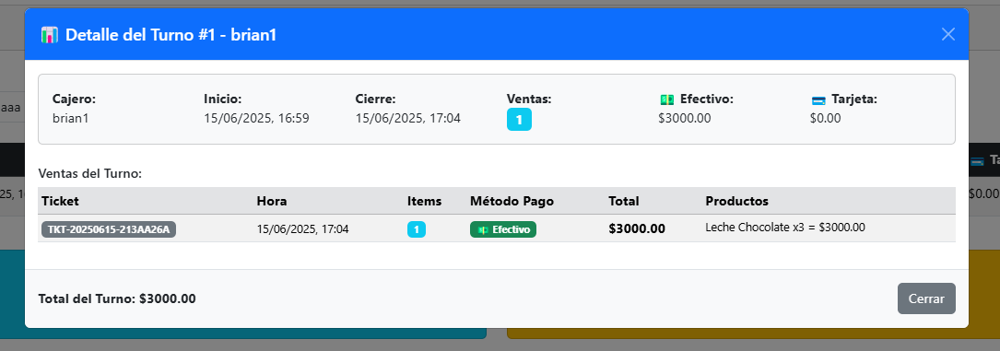 Detalle del Turno #1 - brian1
Cajero: Inicio: Cierre: Ventas: Efectivo: Tarjeta:
brian1 15/06/2025, 16:59 15/06/2025, 17:04 1 $3000.00 $0.00
aaa
Ventas del Turno:
Ticket Hora Items Método Pago Total Productos
TKT-20250615-213AA26A 15/06/2025, 17:04 1 Efectivo $3000.00 Leche Chocolate x3 = $3000.00
$0.00
Total del Turno: $3000.00 Cerrar